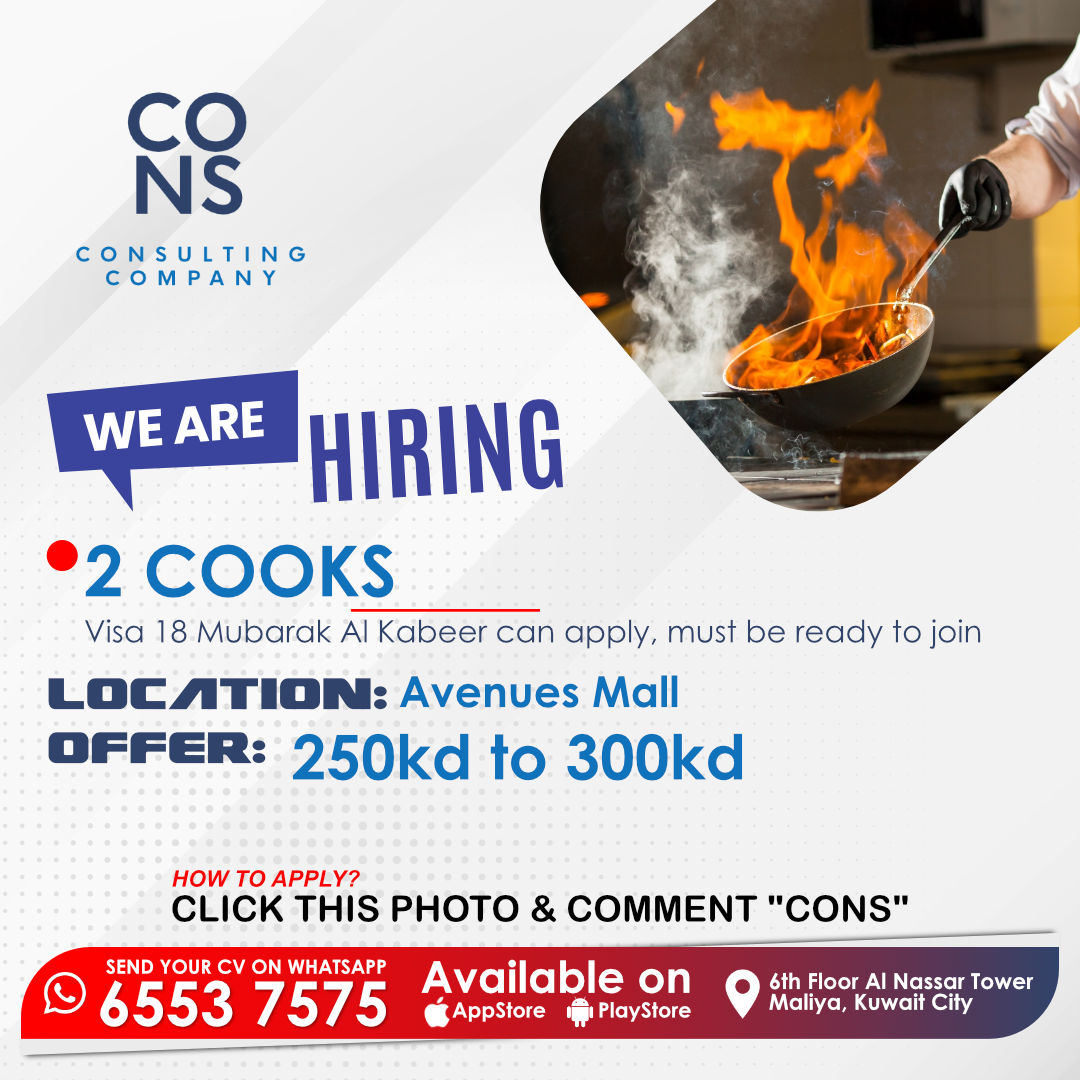 CO
NS
CONSULTING
COMPANY
WE ARE HIRING
2 COOKS
Visa 18 Mubarak Al Kabeer can apply, must be ready to join
LOCATION: Avenues Mall
OFFER: 250kd to 300kd
HOW TO APPLY?
CLICK THIS PHOTO & COMMENT "CONS"
SEND YOUR CV ON WHATSAPP
6553 7575
Available on
AppStore PlayStore
6th Floor Al Nassar Tower
Maliya, Kuwait City